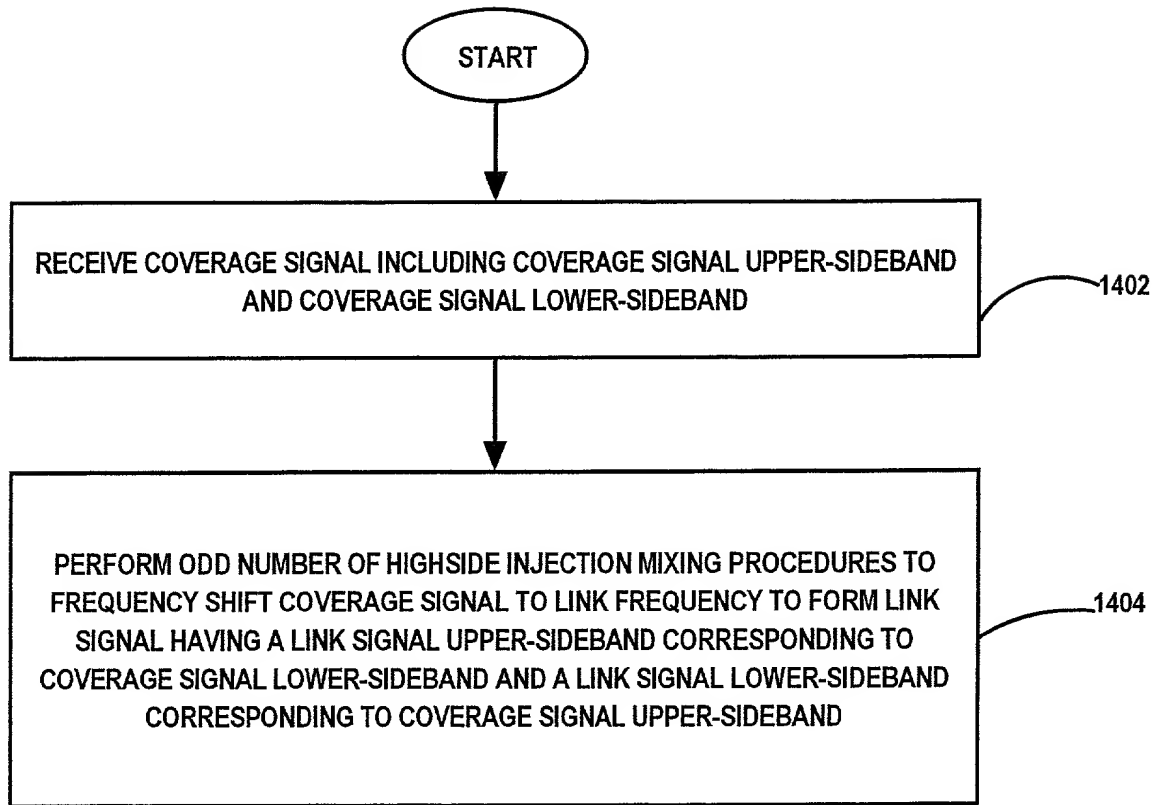 START
RECEIVE COVERAGE SIGNAL INCLUDING COVERAGE SIGNAL UPPER-SIDEBAND
AND COVERAGE SIGNAL LOWER-SIDEBAND
1402
PERFORM ODD NUMBER OF HIGHSIDE INJECTION MIXING PROCEDURES TO
FREQUENCY SHIFT COVERAGE SIGNAL TO LINK FREQUENCY TO FORM LINK
SIGNAL HAVING A LINK SIGNAL UPPER-SIDEBAND CORRESPONDING TO
COVERAGE SIGNAL LOWER-SIDEBAND AND A LINK SIGNAL LOWER-SIDEBAND
CORRESPONDING TO COVERAGE SIGNAL UPPER-SIDEBAND
1404